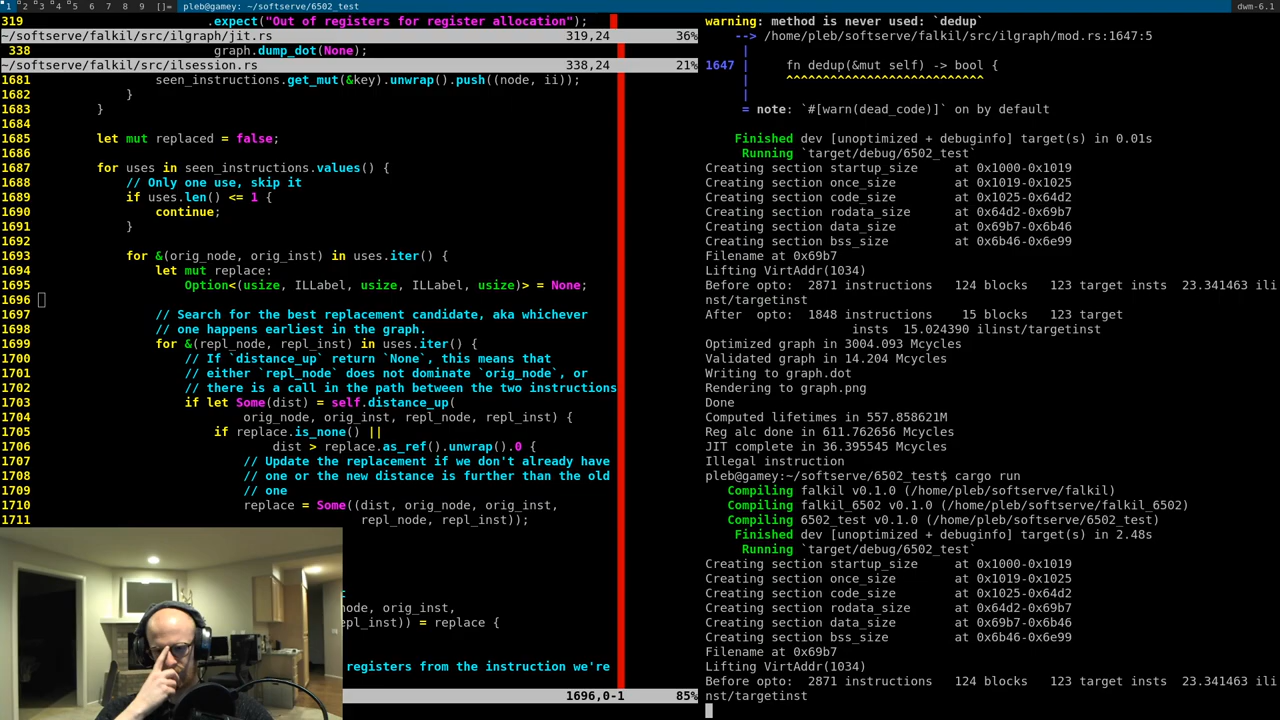 1 2 3 4 5 6 7 8 9 []= pleb@gamey: ~/softserve/6502_test dwm-6.1
319 .expect("Out of registers for register allocation");
~/softserve/falkil/src/ilgraph/jit.rs 319,24 36%
338 graph.dump_dot(None);
~/softserve/falkil/src/ilsession.rs 338,24 21%
1681 seen_instructions.get_mut(&key).unwrap().push((node, ii));
1682 }
1683 }
1684
1685 let mut replaced = false;
1686
1687 for uses in seen_instructions.values() {
1688 // Only one use, skip it
1689 if uses.len() <= 1 {
1690 continue;
1691 }
1692
1693 for &(orig_node, orig_inst) in uses.iter() {
1694 let mut replace:
1695 Option<(usize, ILLabel, usize, ILLabel, usize)> = None;
1696
1697 // Search for the best replacement candidate, aka whichever
1698 // one happens earliest in the graph.
1699 for &(repl_node, repl_inst) in uses.iter() {
1700 // If `distance_up` return `None`, this means that
1701 // either `repl_node` does not dominate `orig_node`, or
1702 // there is a call in the path between the two instructions
1703 if let Some(dist) = self.distance_up(
1704 orig_node, orig_inst, repl_node, repl_inst) {
1705 if replace.is_none() ||
1706 dist > replace.as_ref().unwrap().0 {
1707 // Update the replacement if we don't already have
1708 // one or the new distance is further than the old
1709 // one
1710 replace = Some((dist, orig_node, orig_inst,
1711 repl_node, repl_inst));
node, orig_inst,
epl_inst)) = replace {
registers from the instruction we're
1696,0-1 85%
warning: method is never used: `dedup`
--> /home/pleb/softserve/falkil/src/ilgraph/mod.rs:1647:5
|
1647 | fn dedup(&mut self) -> bool {
| ^^^^^^^^^^^^^^^^^^^^^^^^^^^
|
= note: `#[warn(dead_code)]` on by default
Finished dev [unoptimized + debuginfo] target(s) in 0.01s
Running `target/debug/6502_test`
Creating section startup_size at 0x1000-0x1019
Creating section once_size at 0x1019-0x1025
Creating section code_size at 0x1025-0x64d2
Creating section rodata_size at 0x64d2-0x69b7
Creating section data_size at 0x69b7-0x6b46
Creating section bss_size at 0x6b46-0x6e99
Filename at 0x69b7
Lifting VirtAddr(1034)
Before opto: 2871 instructions 124 blocks 123 target insts 23.341463 ili
nst/targetinst
After opto: 1848 instructions 15 blocks 123 target
insts 15.024390 ilinst/targetinst
Optimized graph in 3004.093 Mcycles
Validated graph in 14.204 Mcycles
Writing to graph.dot
Rendering to graph.png
Done
Computed lifetimes in 557.858621M
Reg alc done in 611.762656 Mcycles
JIT complete in 36.395545 Mcycles
Illegal instruction
pleb@gamey:~/softserve/6502_test$ cargo run
Compiling falkil v0.1.0 (/home/pleb/softserve/falkil)
Compiling falkil_6502 v0.1.0 (/home/pleb/softserve/falkil_6502)
Compiling 6502_test v0.1.0 (/home/pleb/softserve/6502_test)
Finished dev [unoptimized + debuginfo] target(s) in 2.48s
Running `target/debug/6502_test`
Creating section startup_size at 0x1000-0x1019
Creating section once_size at 0x1019-0x1025
Creating section code_size at 0x1025-0x64d2
Creating section rodata_size at 0x64d2-0x69b7
Creating section data_size at 0x69b7-0x6b46
Creating section bss_size at 0x6b46-0x6e99
Filename at 0x69b7
Lifting VirtAddr(1034)
Before opto: 2871 instructions 124 blocks 123 target insts 23.341463 ili
nst/targetinst